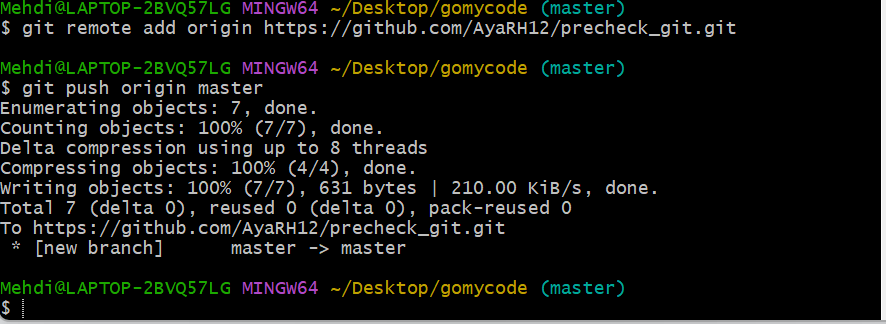 Mehdi@LAPTOP-2BVQ57LG MINGW64 ~/Desktop/gomycode (master)
$ git remote add origin https://github.com/AyaRH12/precheck_git.git
Mehdi@LAPTOP-2BVQ57LG MINGW64 ~/Desktop/gomycode (master)
$ git push origin master
Enumerating objects: 7, done.
Counting objects: 100% (7/7), done.
Delta compression using up to 8 threads
Compressing objects: 100% (4/4), done.
Writing objects: 100% (7/7), 631 bytes | 210.00 KiB/s, done.
Total 7 (delta 0), reused 0 (delta 0), pack-reused 0
To https://github.com/AyaRH12/precheck_git.git
 * [new branch]      master -> master
Mehdi@LAPTOP-2BVQ57LG MINGW64 ~/Desktop/gomycode (master)
$